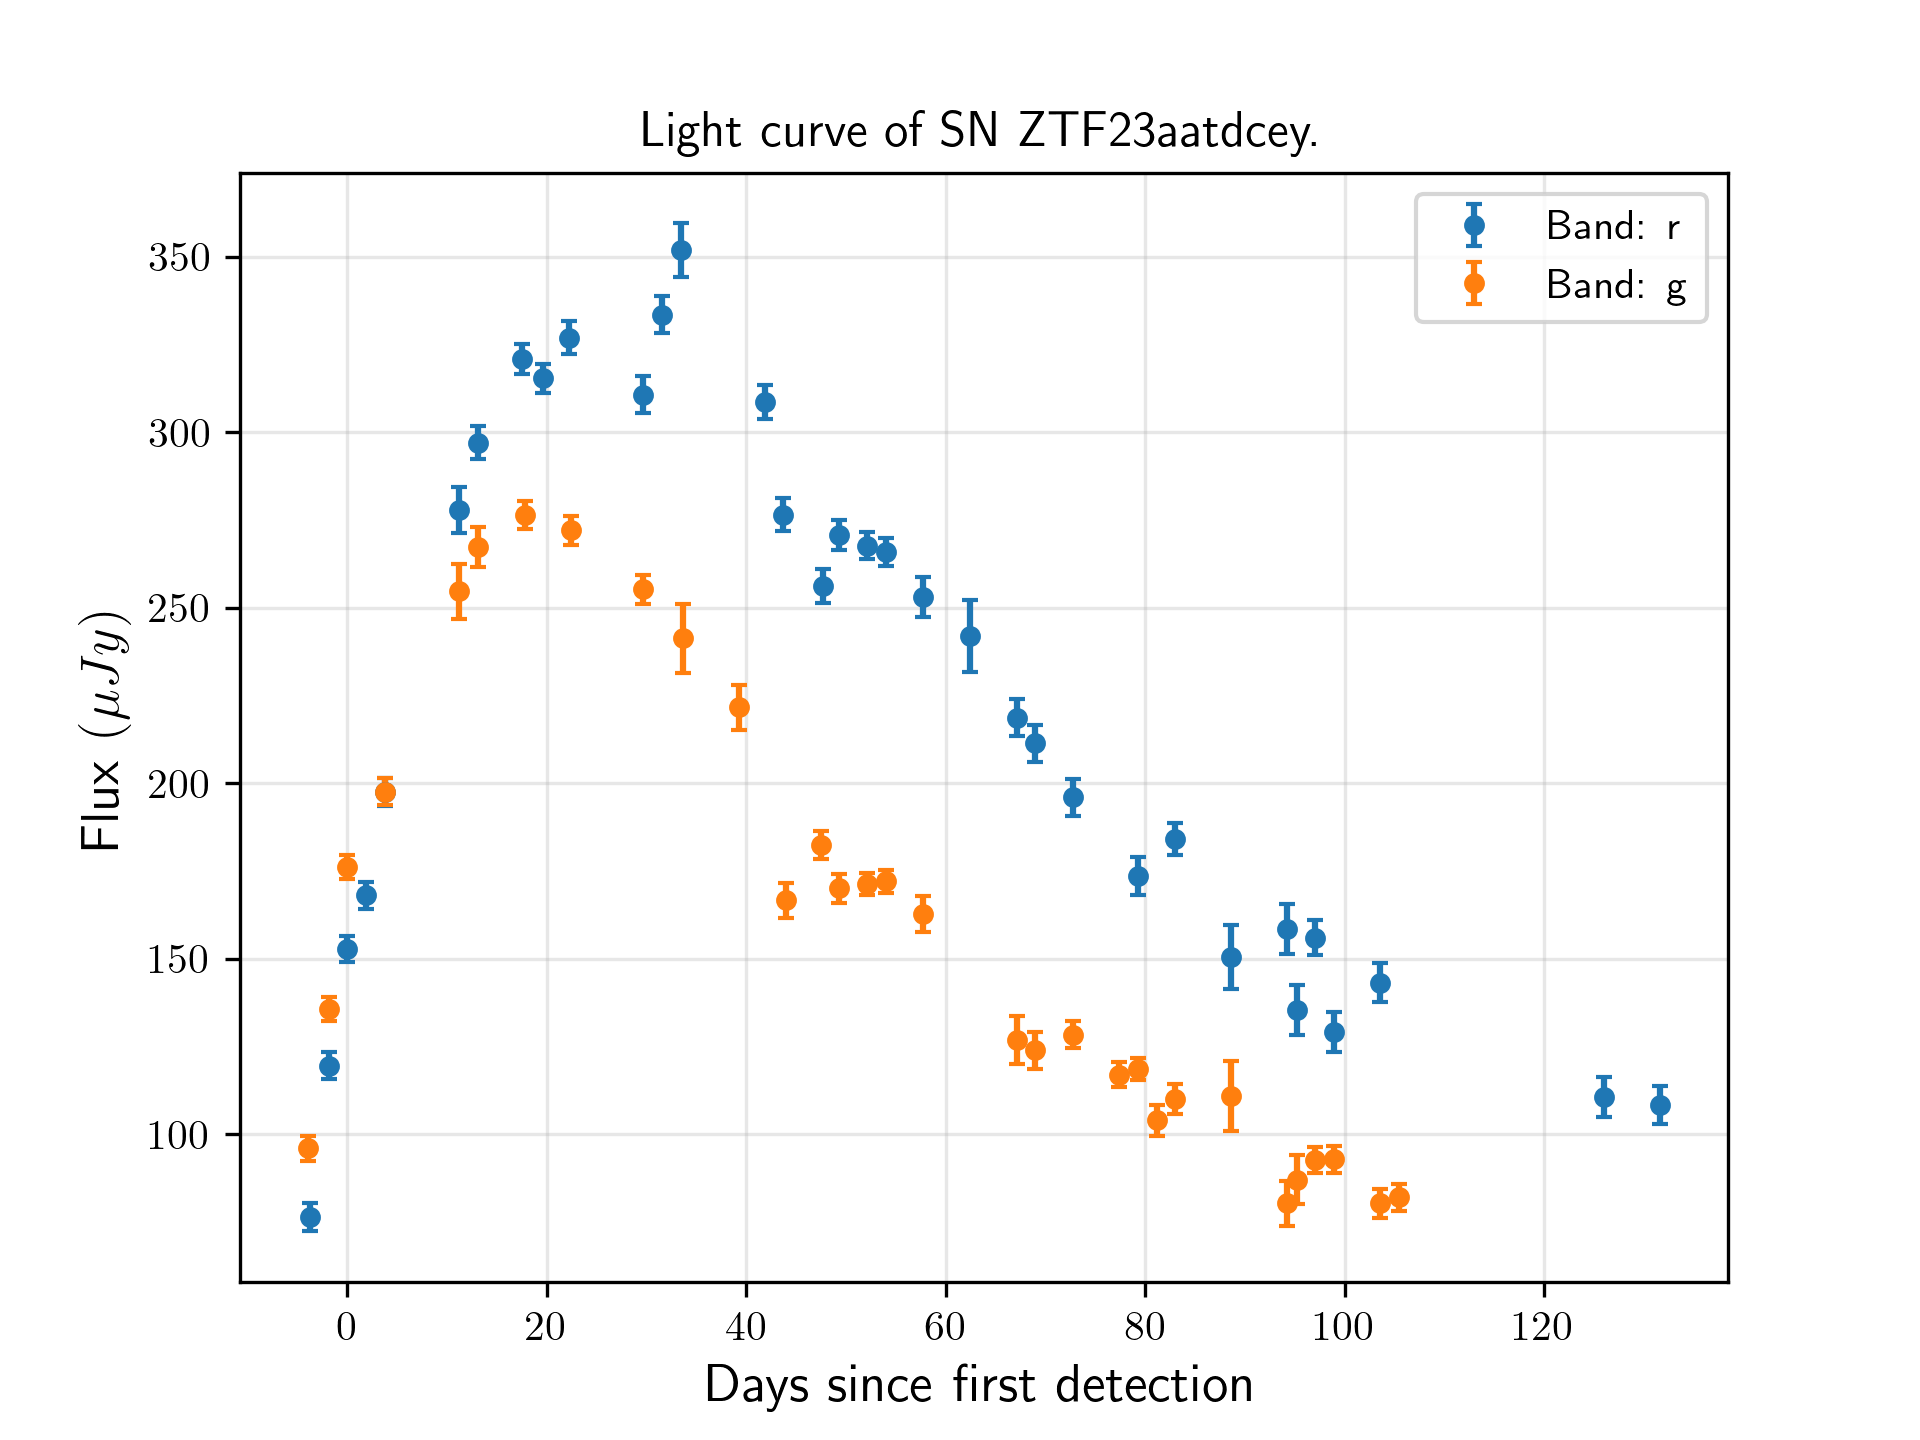 Light curve of SN ZTF23aatdcey.
Band: r
Band: g
350
300
250
200
150
100
Flux (μJy)
0 20 40 60 80 100 120
Days since first detection